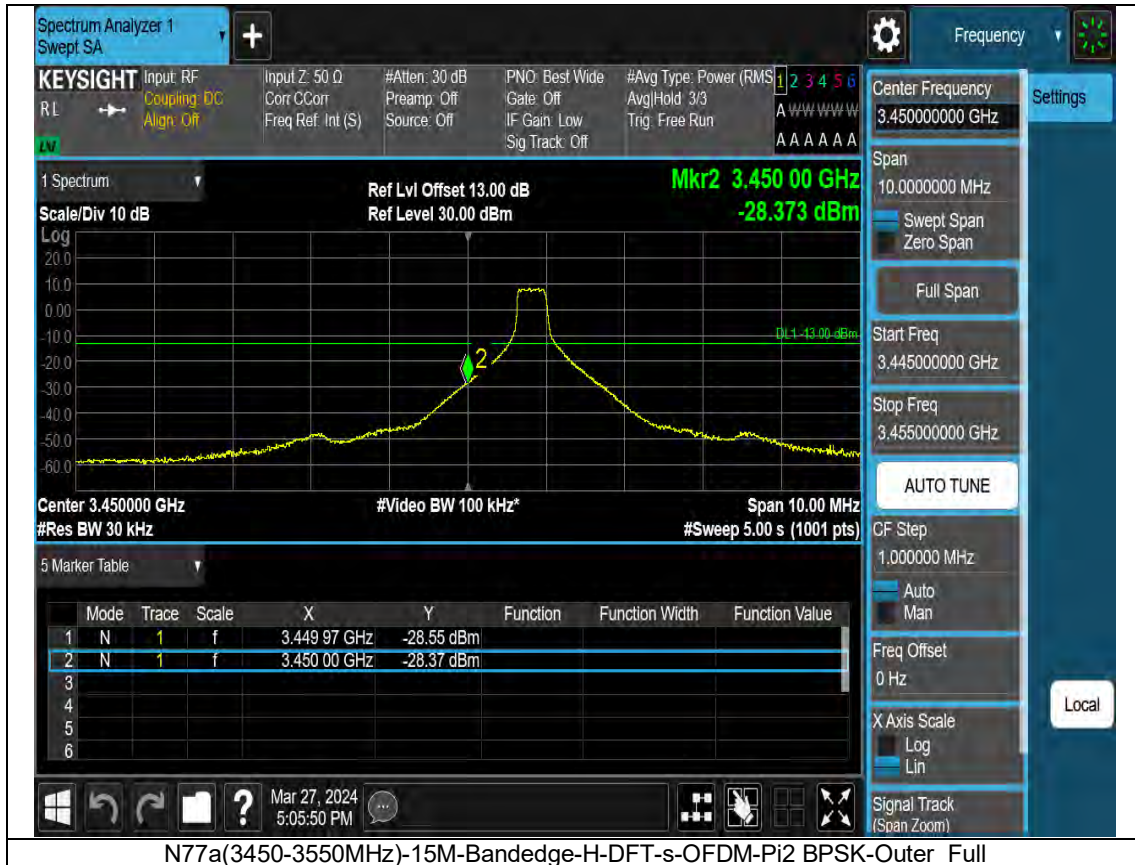 Spectrum Analyzer 1
Swept SA
+
Frequency
KEYSIGHT
RL
Input: RF
Coupling: DC
Align: Off
Input Z: 50 Ω
Corr CCorr
Freq Ref: Int (S)
#Atten: 30 dB
Preamp: Off
Source: Off
PNO: Best Wide
Gate: Off
IF Gain: Low
Sig Track: Off
#Avg Type: Power (RMS
Avg|Hold: 3/3
Trig: Free Run
1 2 3 4 5 6
A W W W W W
A A A A A A
1 Spectrum
Scale/Div 10 dB
Ref Lvl Offset 13.00 dB
Ref Level 30.00 dBm
Mkr2 3.450 00 GHz
-28.373 dBm
Log
20.0
10.0
0.00
-10.0
-20.0
-30.0
-40.0
-50.0
-60.0
DL1 -13.00 dBm
2
Center 3.450000 GHz
#Res BW 30 kHz
#Video BW 100 kHz*
Span 10.00 MHz
#Sweep 5.00 s (1001 pts)
5 Marker Table
Mode Trace Scale X Y Function Function Width Function Value
1 N 1 f 3.449 97 GHz -28.55 dBm
2 N 1 f 3.450 00 GHz -28.37 dBm
3
4
5
6
Mar 27, 2024
5:05:50 PM
Center Frequency
3.450000000 GHz
Settings
Span
10.0000000 MHz
Swept Span
Zero Span
Full Span
Start Freq
3.445000000 GHz
Stop Freq
3.455000000 GHz
AUTO TUNE
CF Step
1.000000 MHz
Auto
Man
Freq Offset
0 Hz
X Axis Scale
Log
Lin
Signal Track
(Span Zoom)
Local
N77a(3450-3550MHz)-15M-Bandedge-H-DFT-s-OFDM-Pi2 BPSK-Outer_Full